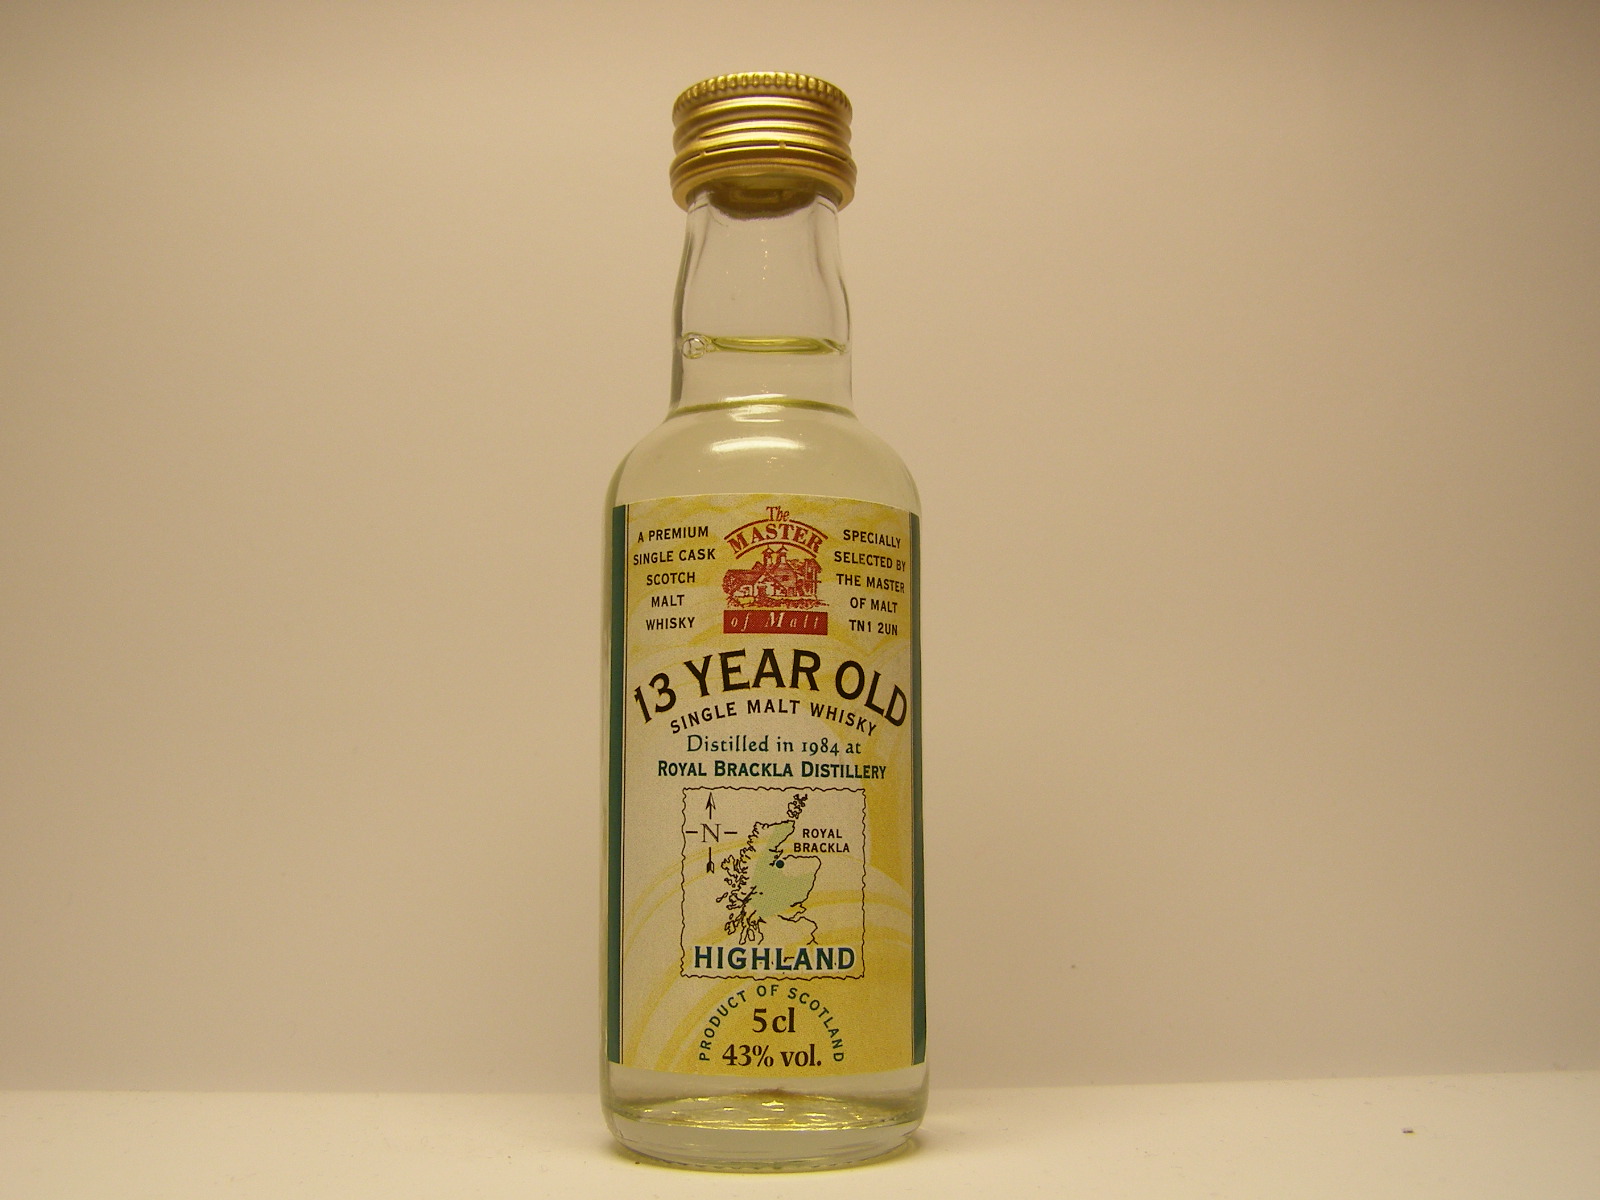 A PREMIUM
SINGLE CASK
SCOTCH
MALT
WHISKY
The
MASTER
of Malt
SPECIALLY
SELECTED BY
THE MASTER
OF MALT
TN1 2UN
13 YEAR OLD
SINGLE MALT WHISKY
Distilled in 1984 at
ROYAL BRACKLA DISTILLERY
N
ROYAL
BRACKLA
HIGHLAND
PRODUCT OF SCOTLAND
5cl
43% vol.